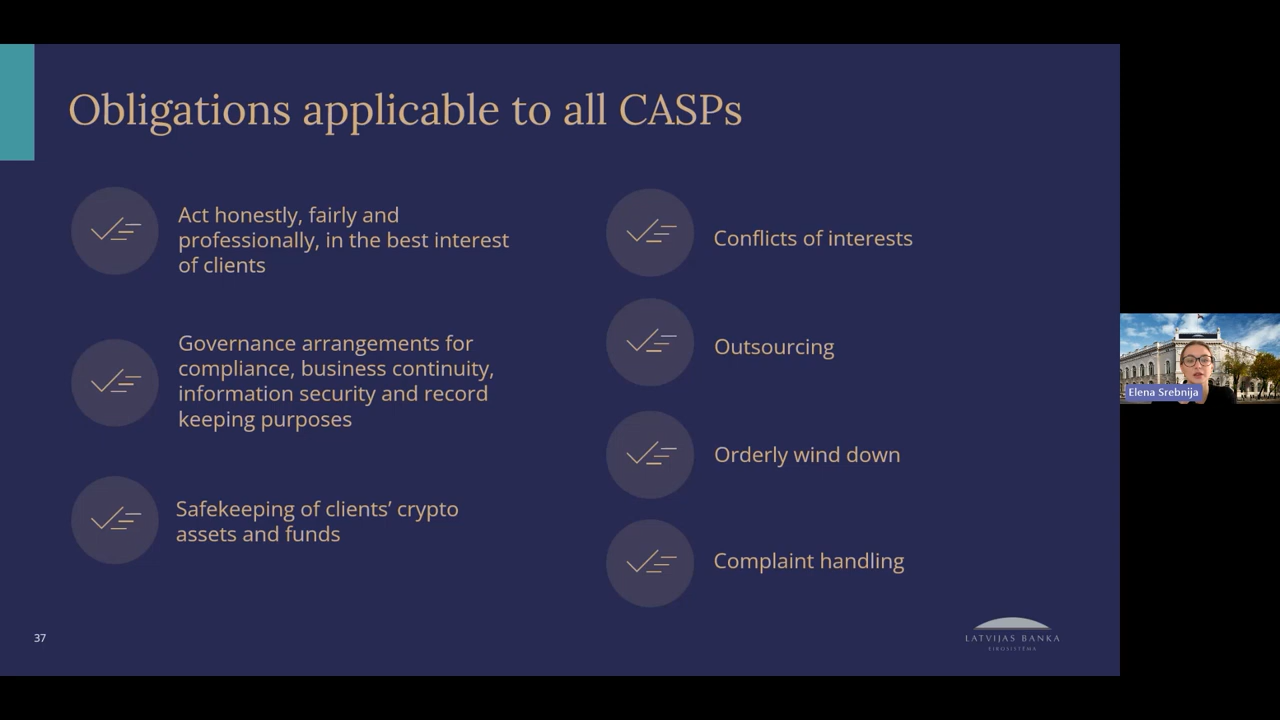 Obligations applicable to all CASPs
Act honestly, fairly and
professionally, in the best interest
of clients
Governance arrangements for
compliance, business continuity,
information security and record
keeping purposes
Safekeeping of clients’ crypto
assets and funds
Conflicts of interests
Outsourcing
Orderly wind down
Complaint handling
37
LATVIJAS BANKA
EIROSISTĒMA
Elena Srebnija